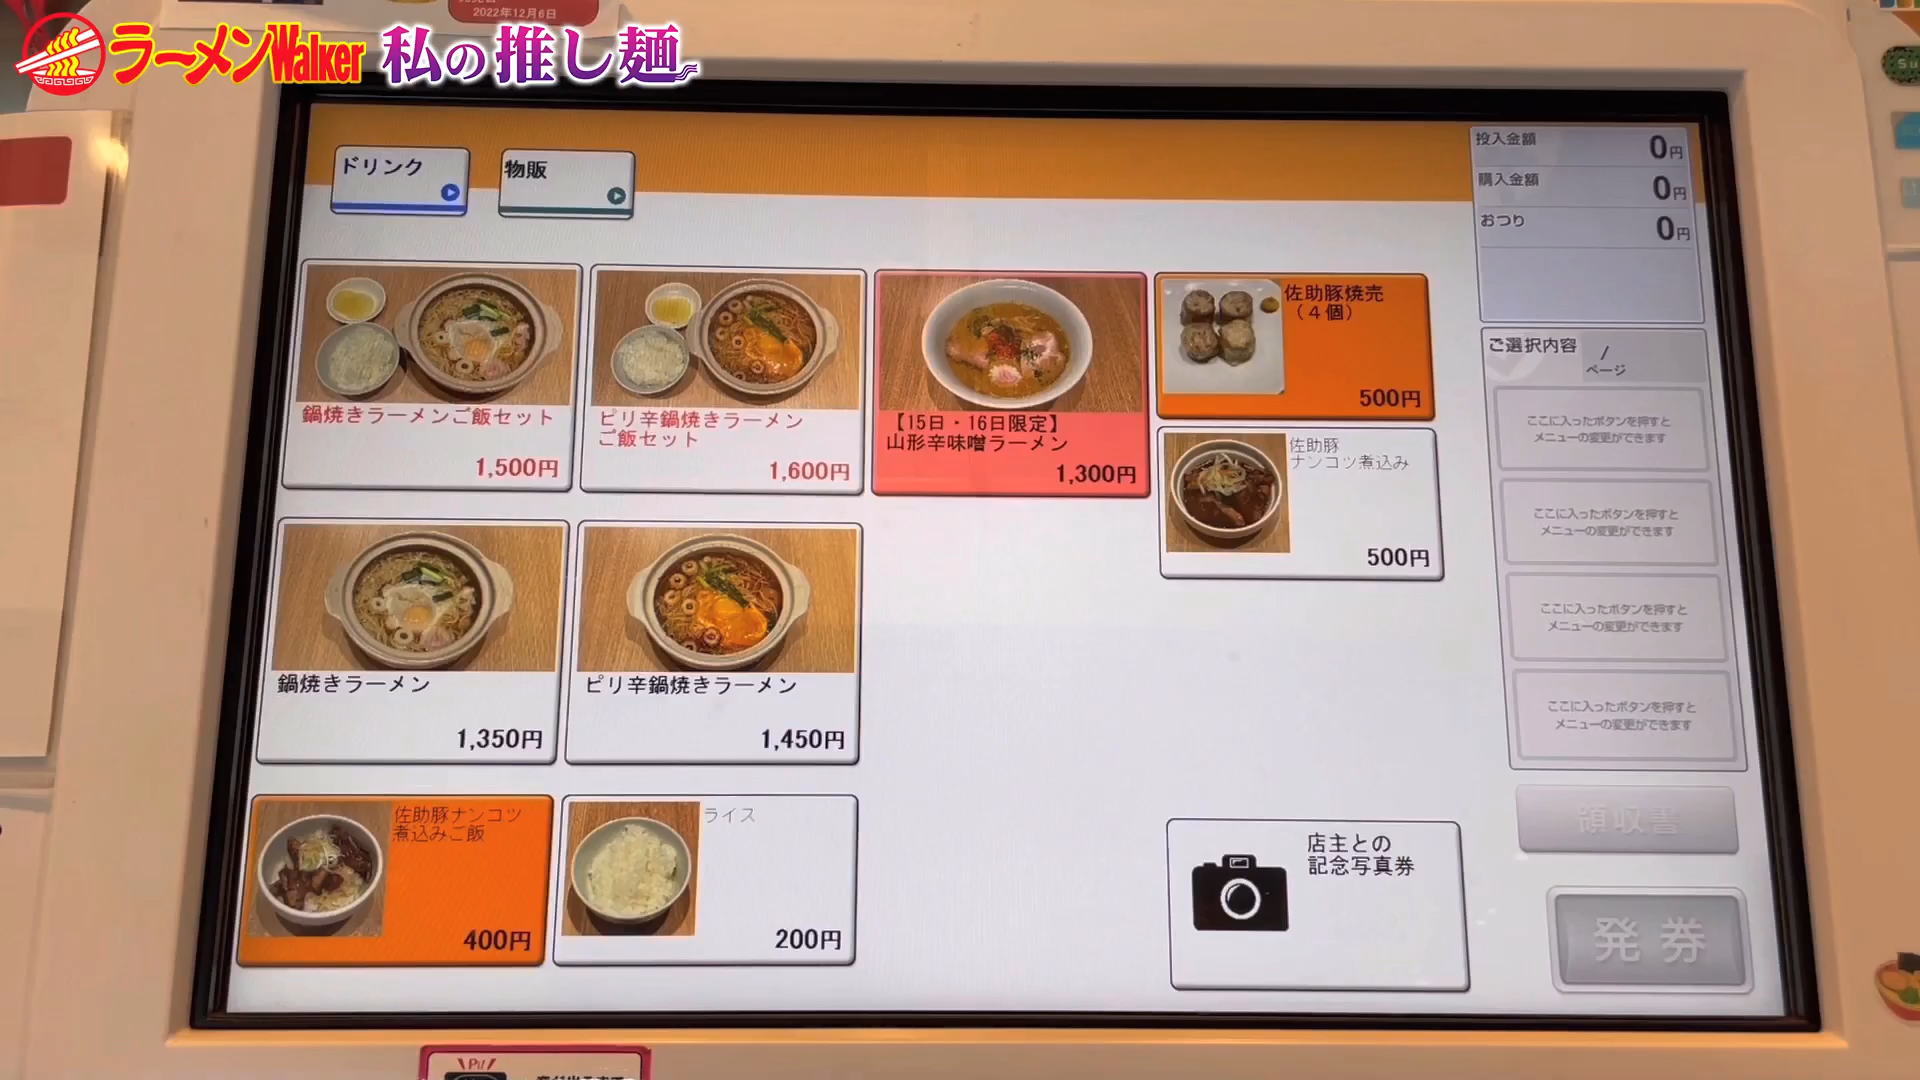 2022年12月6日
ラーメンWalker 私の推し麺
ドリンク
物販
投入金額 0円
購入金額 0円
おつり 0円
鍋焼きラーメンご飯セット
1,500円
ピリ辛鍋焼きラーメン
ご飯セット
1,600円
【15日・16日限定】
山形辛味噌ラーメン
1,300円
佐助豚焼売
(4個)
500円
佐助豚
ナンコツ煮込み
500円
ご選択内容 / ページ
ここに入ったボタンを押すと
メニューの変更ができます
ここに入ったボタンを押すと
メニューの変更ができます
ここに入ったボタンを押すと
メニューの変更ができます
ここに入ったボタンを押すと
メニューの変更ができます
鍋焼きラーメン
1,350円
ピリ辛鍋焼きラーメン
1,450円
佐助豚ナンコツ
煮込みご飯
400円
ライス
200円
店主との
記念写真券
領収書
発券
Pi!